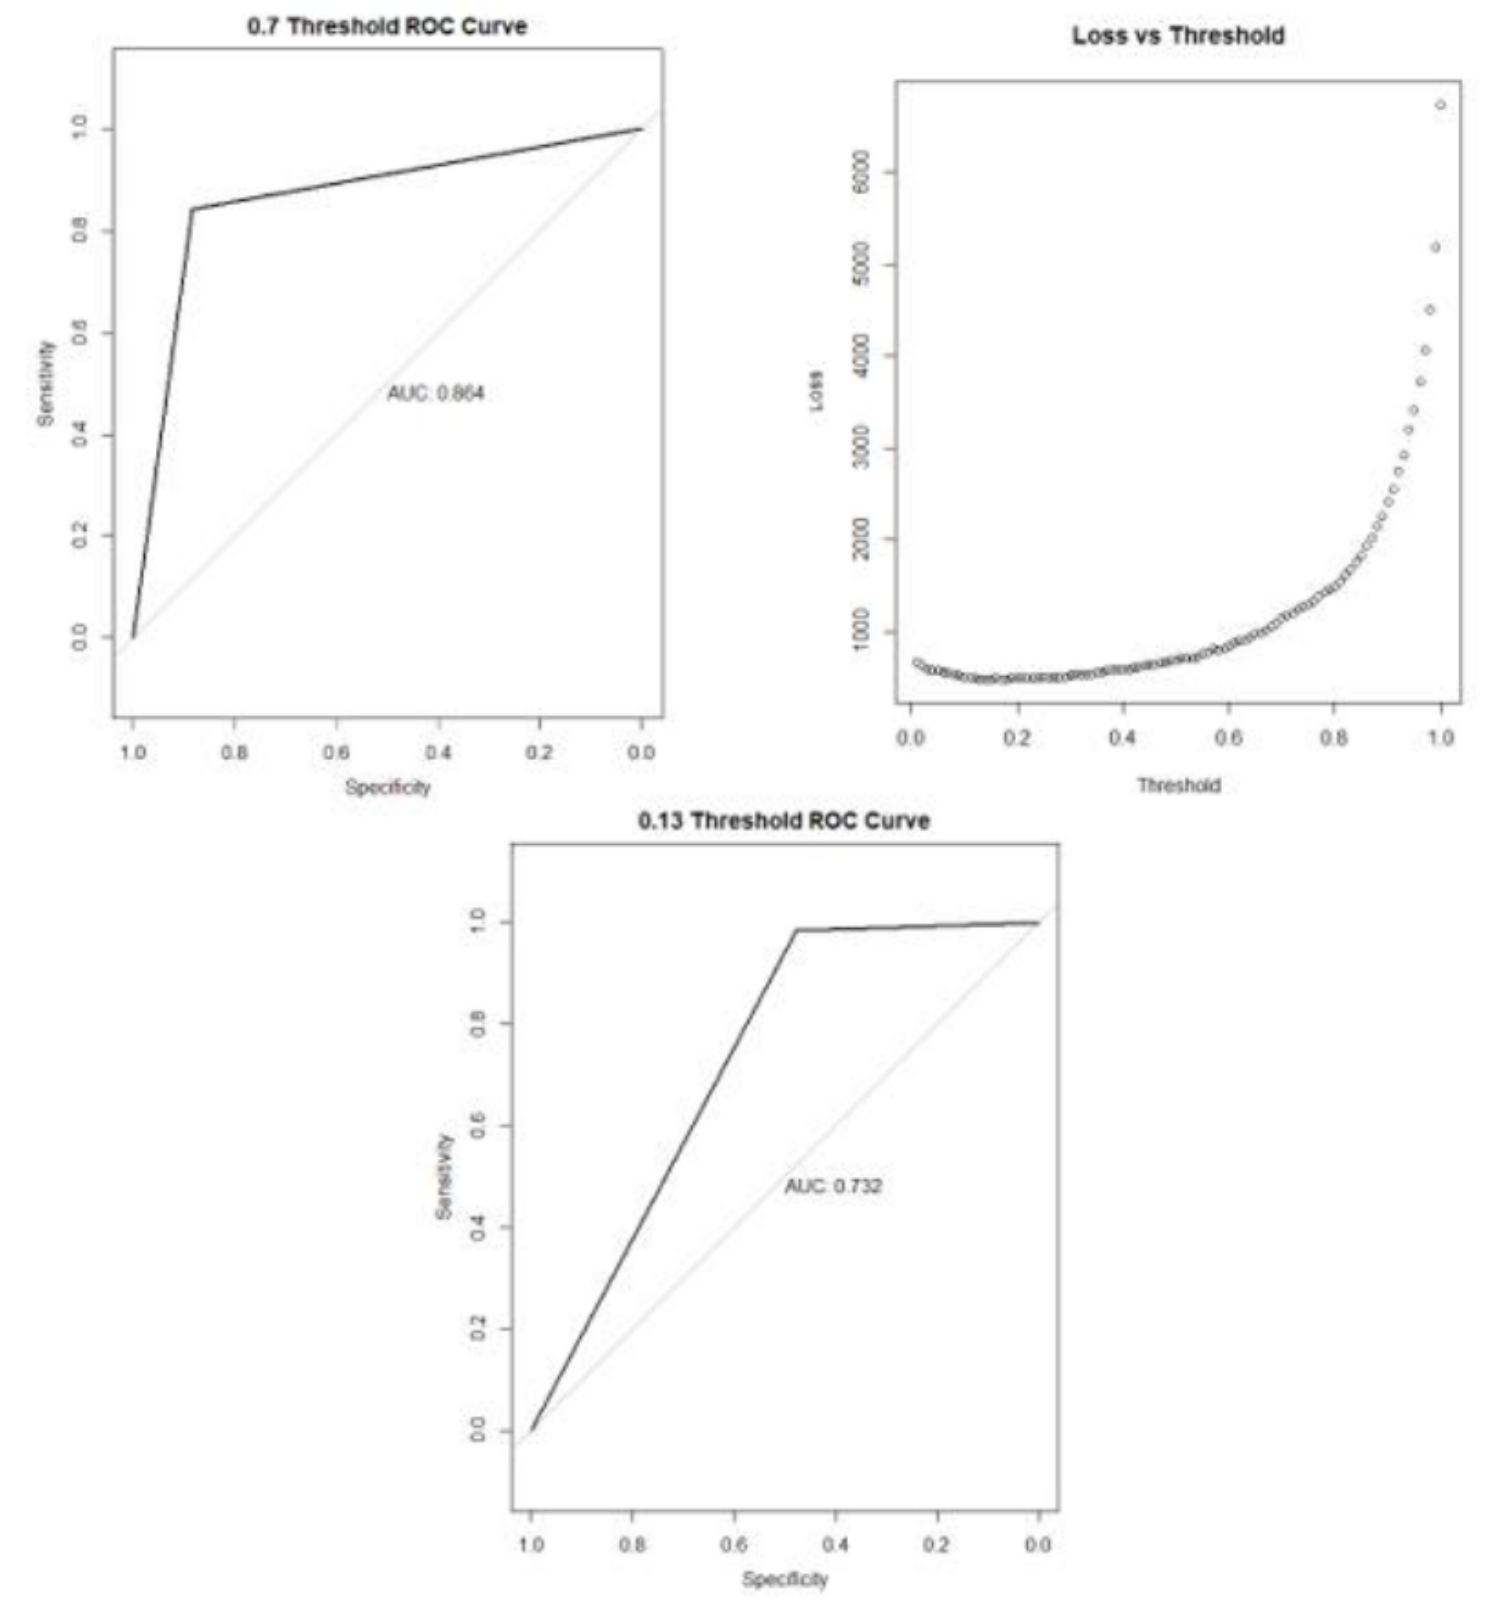 0.7 Threshold ROC Curve
Sensitivity
1.0
0.8
0.6
0.4
0.2
0.0
AUC: 0.864
1.0 0.8 0.6 0.4 0.2 0.0
Specificity
Loss vs Threshold
Loss
6000
5000
4000
3000
2000
1000
0.0 0.2 0.4 0.6 0.8 1.0
Threshold
0.13 Threshold ROC Curve
Sensitivity
1.0
0.8
0.6
0.4
0.2
0.0
AUC: 0.732
1.0 0.8 0.6 0.4 0.2 0.0
Specificity